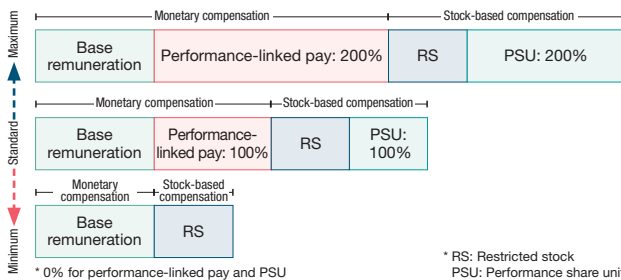 Monetary compensation
Stock-based compensation
Maximum
Base
remuneration
Performance-linked pay: 200%
RS
PSU: 200%
Monetary compensation
Stock-based compensation
Standard
Base
remuneration
Performance-
linked pay: 100%
RS
PSU:
100%
Monetary
compensation
Stock-based
compensation
Minimum
Base
remuneration
RS
* 0% for performance-linked pay and PSU
* RS: Restricted stock
PSU: Performance share uni